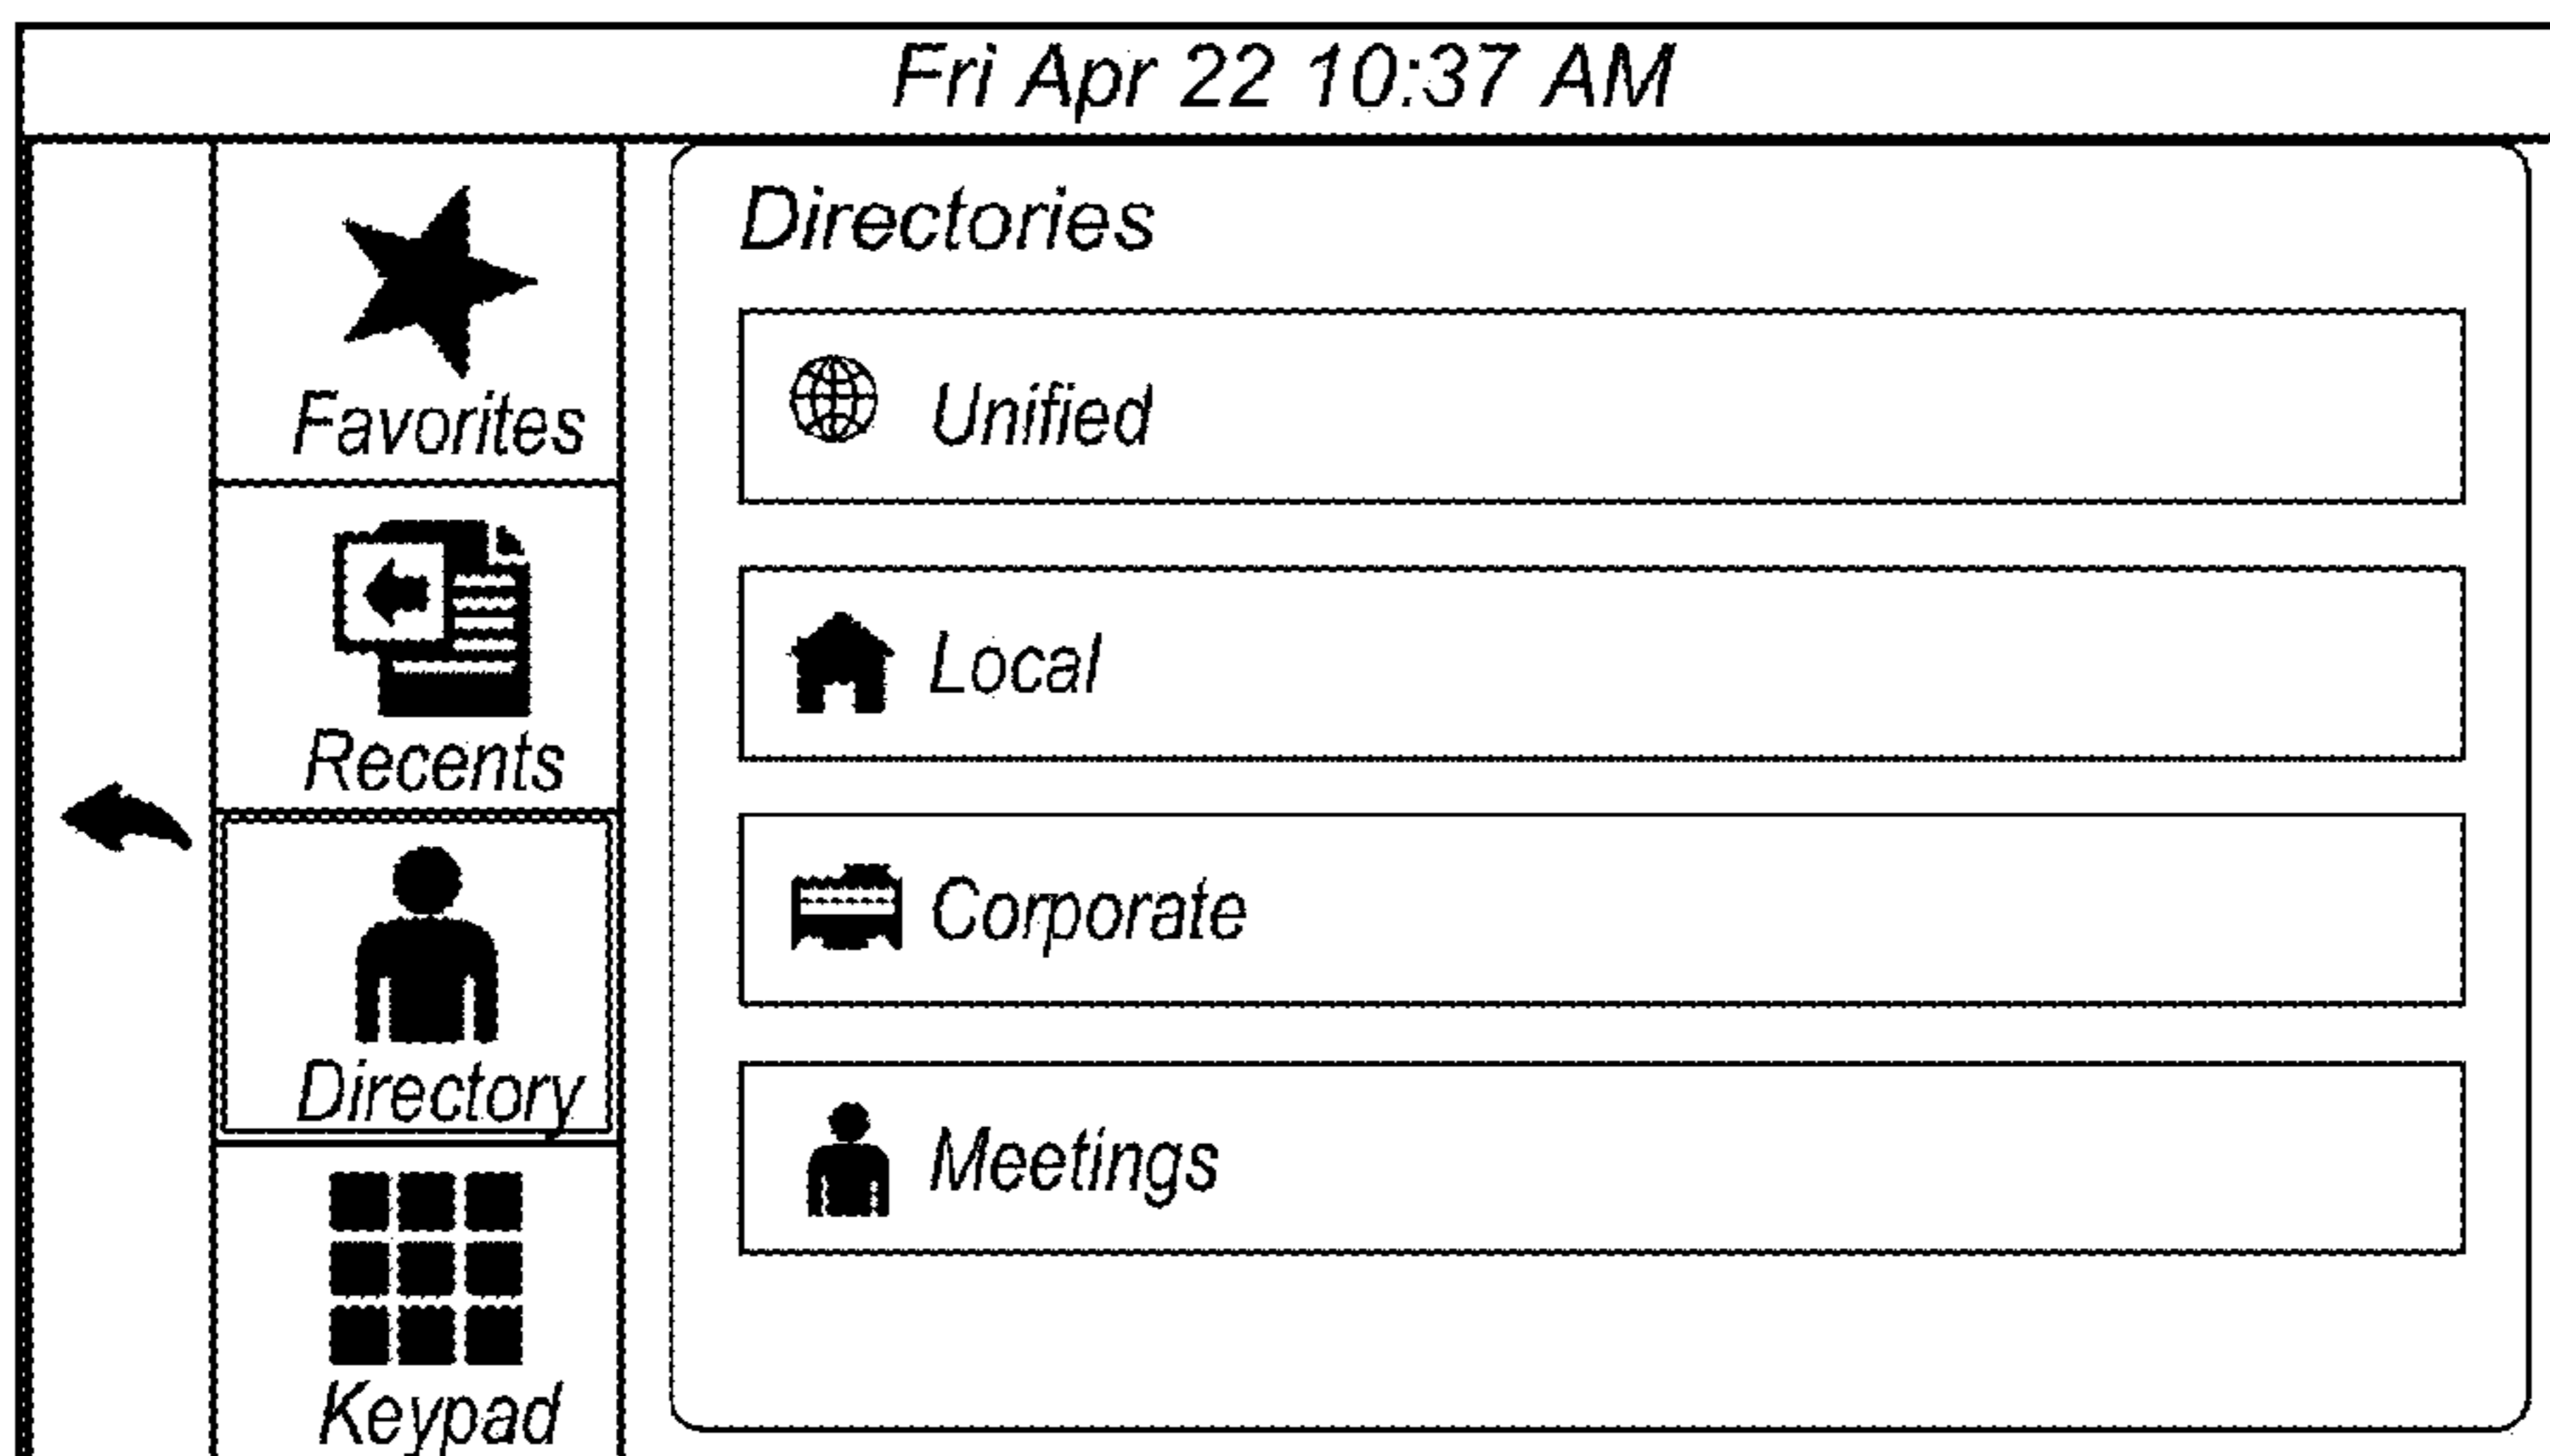 Fri Apr 22 10:37 AM
Favorites
Recents
Directory
Keypad
Directories
Unified
Local
Corporate
Meetings